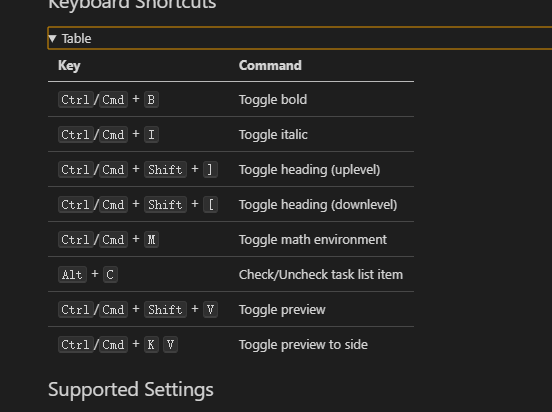 Keyboard Shortcuts
▼ Table
Key Command
Ctrl/Cmd + B Toggle bold
Ctrl/Cmd + I Toggle italic
Ctrl/Cmd + Shift + ] Toggle heading (uplevel)
Ctrl/Cmd + Shift + [ Toggle heading (downlevel)
Ctrl/Cmd + M Toggle math environment
Alt + C Check/Uncheck task list item
Ctrl/Cmd + Shift + V Toggle preview
Ctrl/Cmd + K V Toggle preview to side
Supported Settings